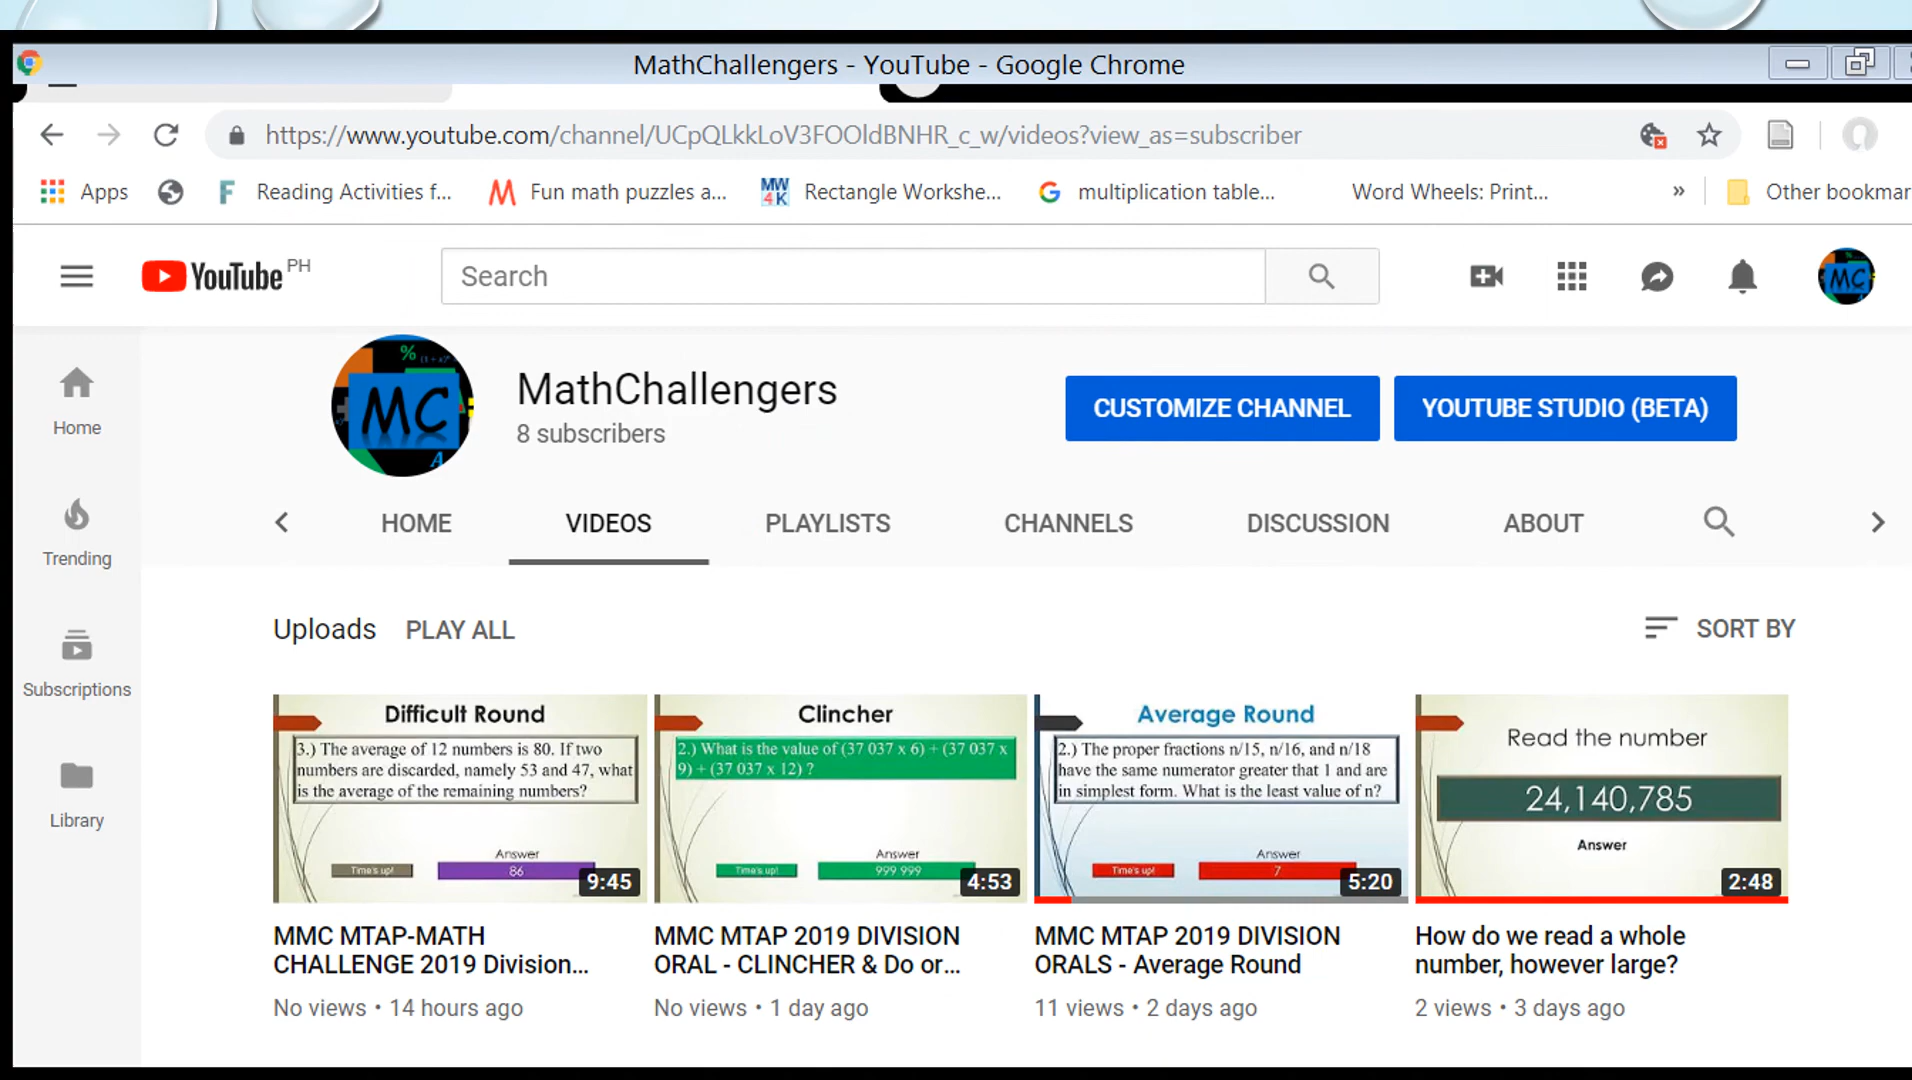 MathChallengers - YouTube - Google Chrome
https://www.youtube.com/channel/UCpQLkkLoV3FOOldBNHR_c_w/videos?view_as=subscriber
Apps
Reading Activities f...
Fun math puzzles a...
MW 4K Rectangle Workshe...
multiplication table...
Word Wheels: Print...
»
Other bookmar
YouTube PH
Search
MC
Home
Trending
Subscriptions
Library
%
MC
A
MathChallengers
8 subscribers
CUSTOMIZE CHANNEL
YOUTUBE STUDIO (BETA)
HOME
VIDEOS
PLAYLISTS
CHANNELS
DISCUSSION
ABOUT
Uploads
PLAY ALL
SORT BY
Difficult Round
3.) The average of 12 numbers is 80. If two
numbers are discarded, namely 53 and 47, what
is the average of the remaining numbers?
Time's up!
Answer
86
9:45
MMC MTAP-MATH
CHALLENGE 2019 Division...
No views • 14 hours ago
Clincher
2.) What is the value of (37 037 x 6) + (37 037 x
9) + (37 037 x 12) ?
Time's up!
Answer
999 999
4:53
MMC MTAP 2019 DIVISION
ORAL - CLINCHER & Do or...
No views • 1 day ago
Average Round
2.) The proper fractions n/15, n/16, and n/18
have the same numerator greater that 1 and are
in simplest form. What is the least value of n?
Time's up!
Answer
7
5:20
MMC MTAP 2019 DIVISION
ORALS - Average Round
11 views • 2 days ago
Read the number
24,140,785
Answer
2:48
How do we read a whole
number, however large?
2 views • 3 days ago